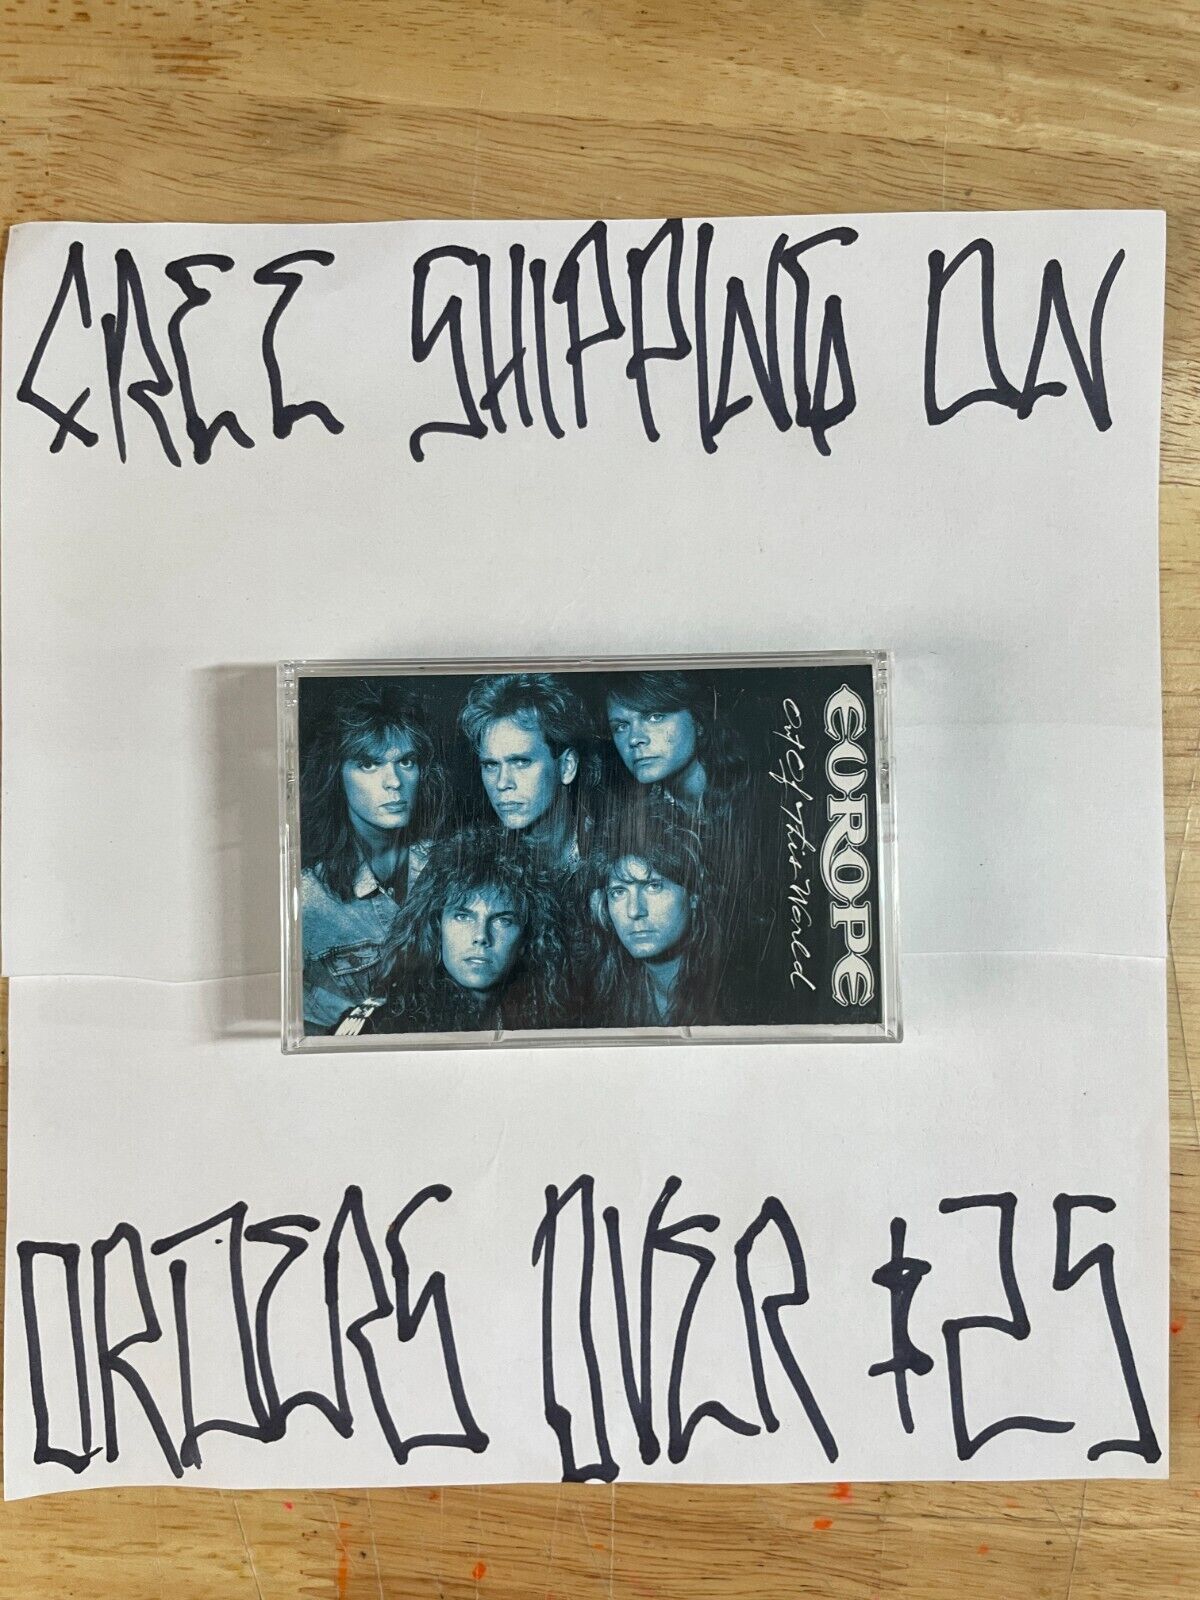 FREE SHIPPING ON
EUROPE
Out Of This World
ORDERS OVER $25